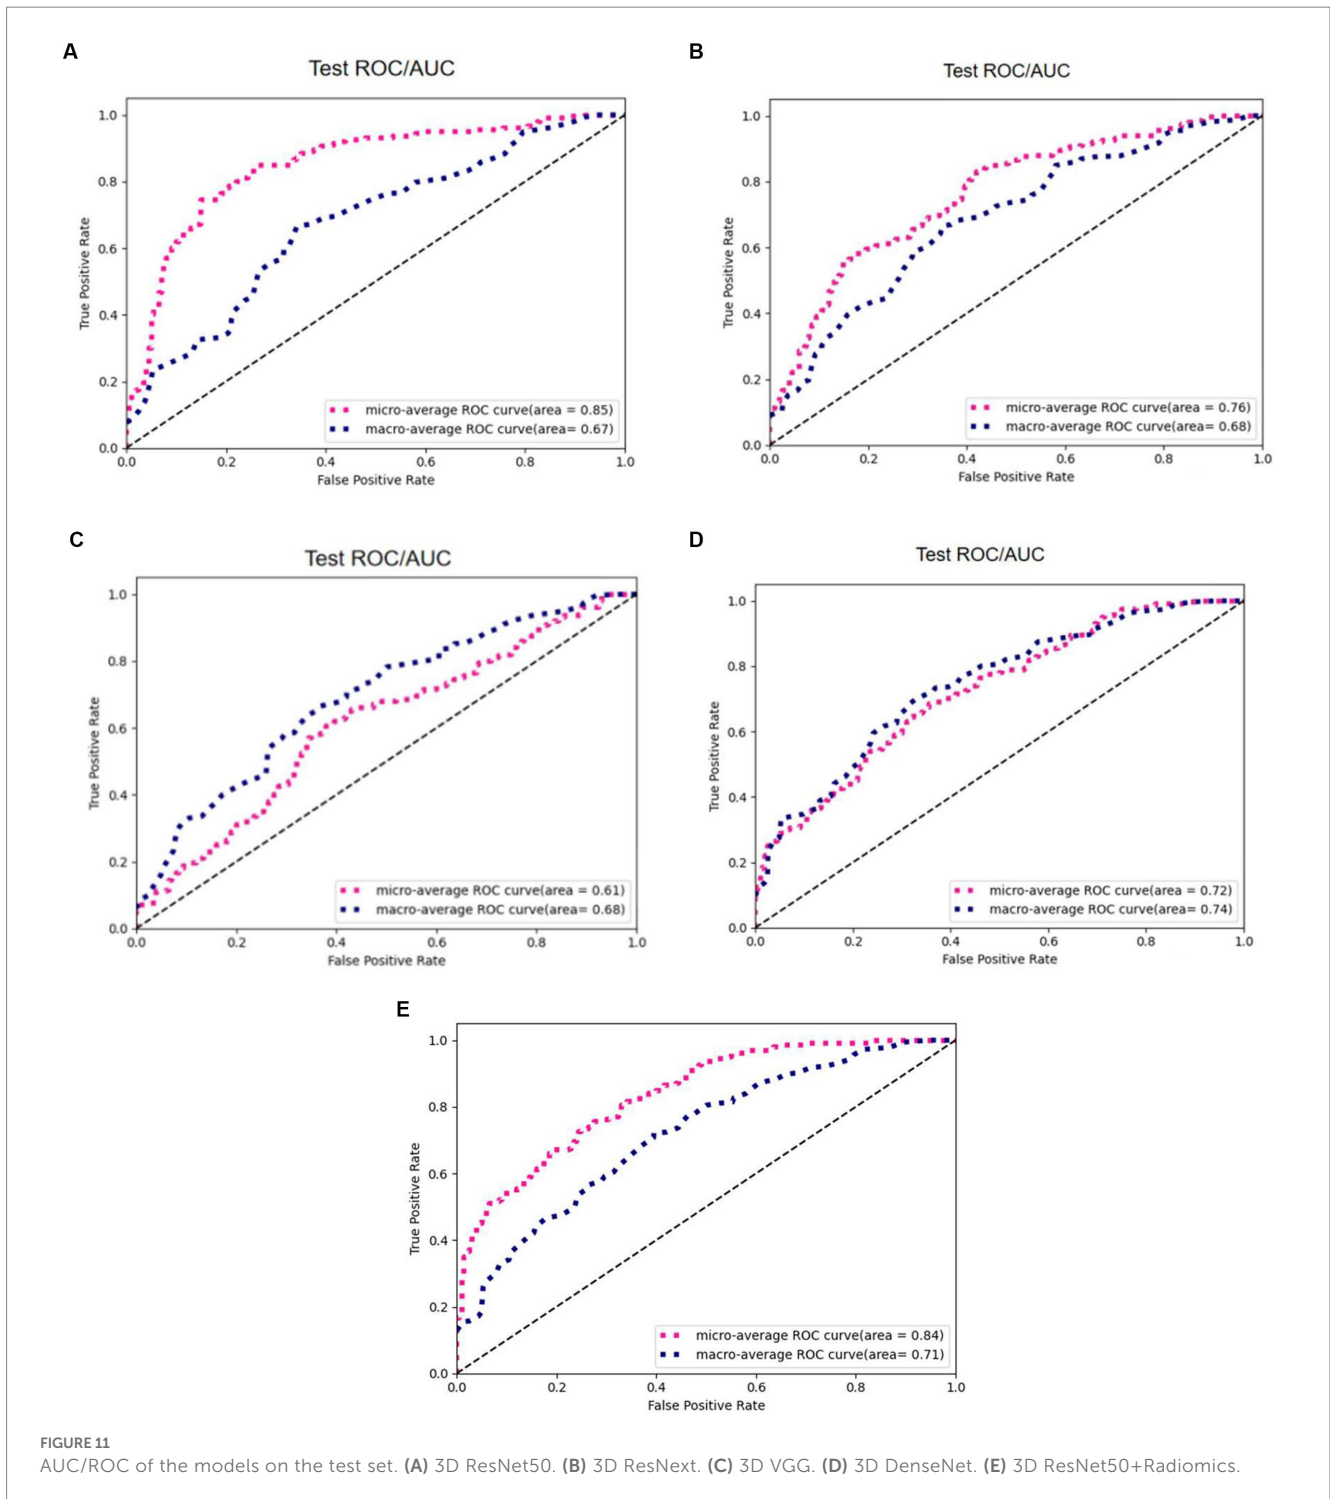 A
Test ROC/AUC
1.0
0.8
0.6
0.4
0.2
0.0
True Positive Rate
micro-average ROC curve(area = 0.85)
macro-average ROC curve(area= 0.67)
0.0 0.2 0.4 0.6 0.8 1.0
False Positive Rate
B
Test ROC/AUC
1.0
0.8
0.6
0.4
0.2
0.0
True Positive Rate
micro-average ROC curve(area = 0.76)
macro-average ROC curve(area= 0.68)
0.0 0.2 0.4 0.6 0.8 1.0
False Positive Rate
C
Test ROC/AUC
1.0
0.8
0.6
0.4
0.2
0.0
True Positive Rate
micro-average ROC curve(area = 0.61)
macro-average ROC curve(area= 0.68)
0.0 0.2 0.4 0.6 0.8 1.0
False Positive Rate
D
Test ROC/AUC
1.0
0.8
0.6
0.4
0.2
0.0
True Positive Rate
micro-average ROC curve(area = 0.72)
macro-average ROC curve(area= 0.74)
0.0 0.2 0.4 0.6 0.8 1.0
False Positive Rate
E
1.0
0.8
0.6
0.4
0.2
0.0
True Positive Rate
micro-average ROC curve(area = 0.84)
macro-average ROC curve(area= 0.71)
0.0 0.2 0.4 0.6 0.8 1.0
False Positive Rate
FIGURE 11
AUC/ROC of the models on the test set. (A) 3D ResNet50. (B) 3D ResNext. (C) 3D VGG. (D) 3D DenseNet. (E) 3D ResNet50+Radiomics.